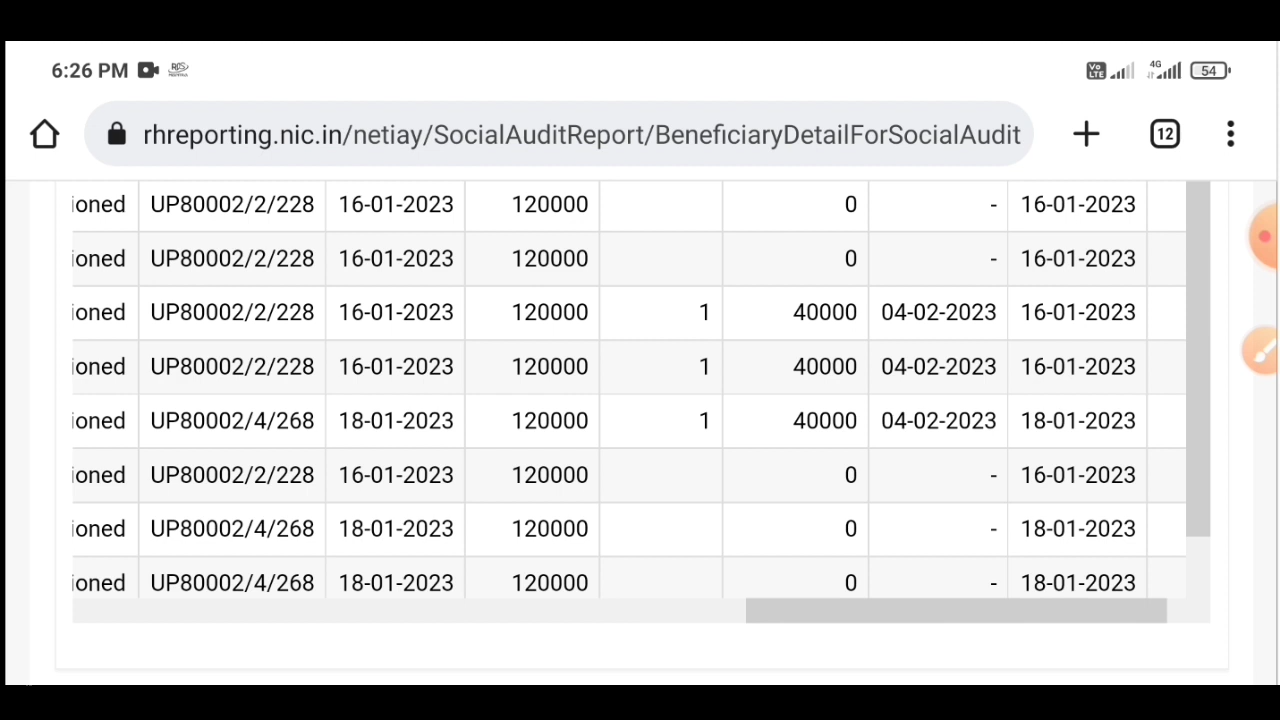 6:26 PM
Vo LTE 4G 54
rhreporting.nic.in/netiay/SocialAuditReport/BeneficiaryDetailForSocialAudit
12
ioned UP80002/2/228 16-01-2023 120000 0 - 16-01-2023
ioned UP80002/2/228 16-01-2023 120000 0 - 16-01-2023
ioned UP80002/2/228 16-01-2023 120000 1 40000 04-02-2023 16-01-2023
ioned UP80002/2/228 16-01-2023 120000 1 40000 04-02-2023 16-01-2023
ioned UP80002/4/268 18-01-2023 120000 1 40000 04-02-2023 18-01-2023
ioned UP80002/2/228 16-01-2023 120000 0 - 16-01-2023
ioned UP80002/4/268 18-01-2023 120000 0 - 18-01-2023
ioned UP80002/4/268 18-01-2023 120000 0 - 18-01-2023